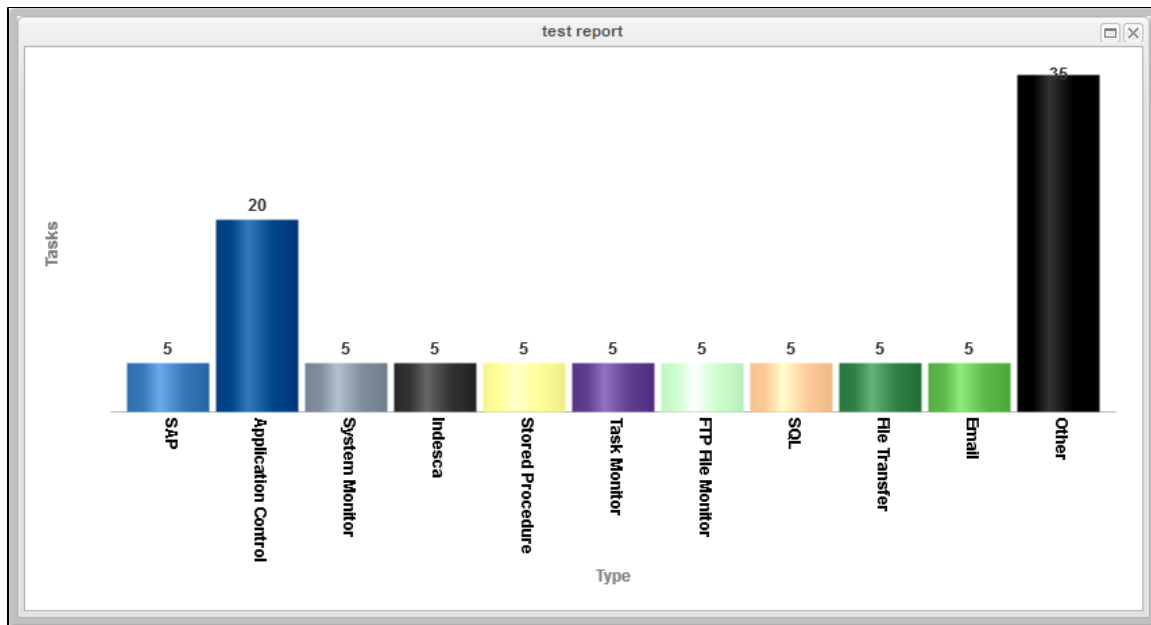 test report
35
20
5
5
5
5
5
5
5
5
5
Tasks
SAP
Application Control
System Monitor
Indesca
Stored Procedure
Task Monitor
FTP File Monitor
SQL
File Transfer
Email
Other
Type